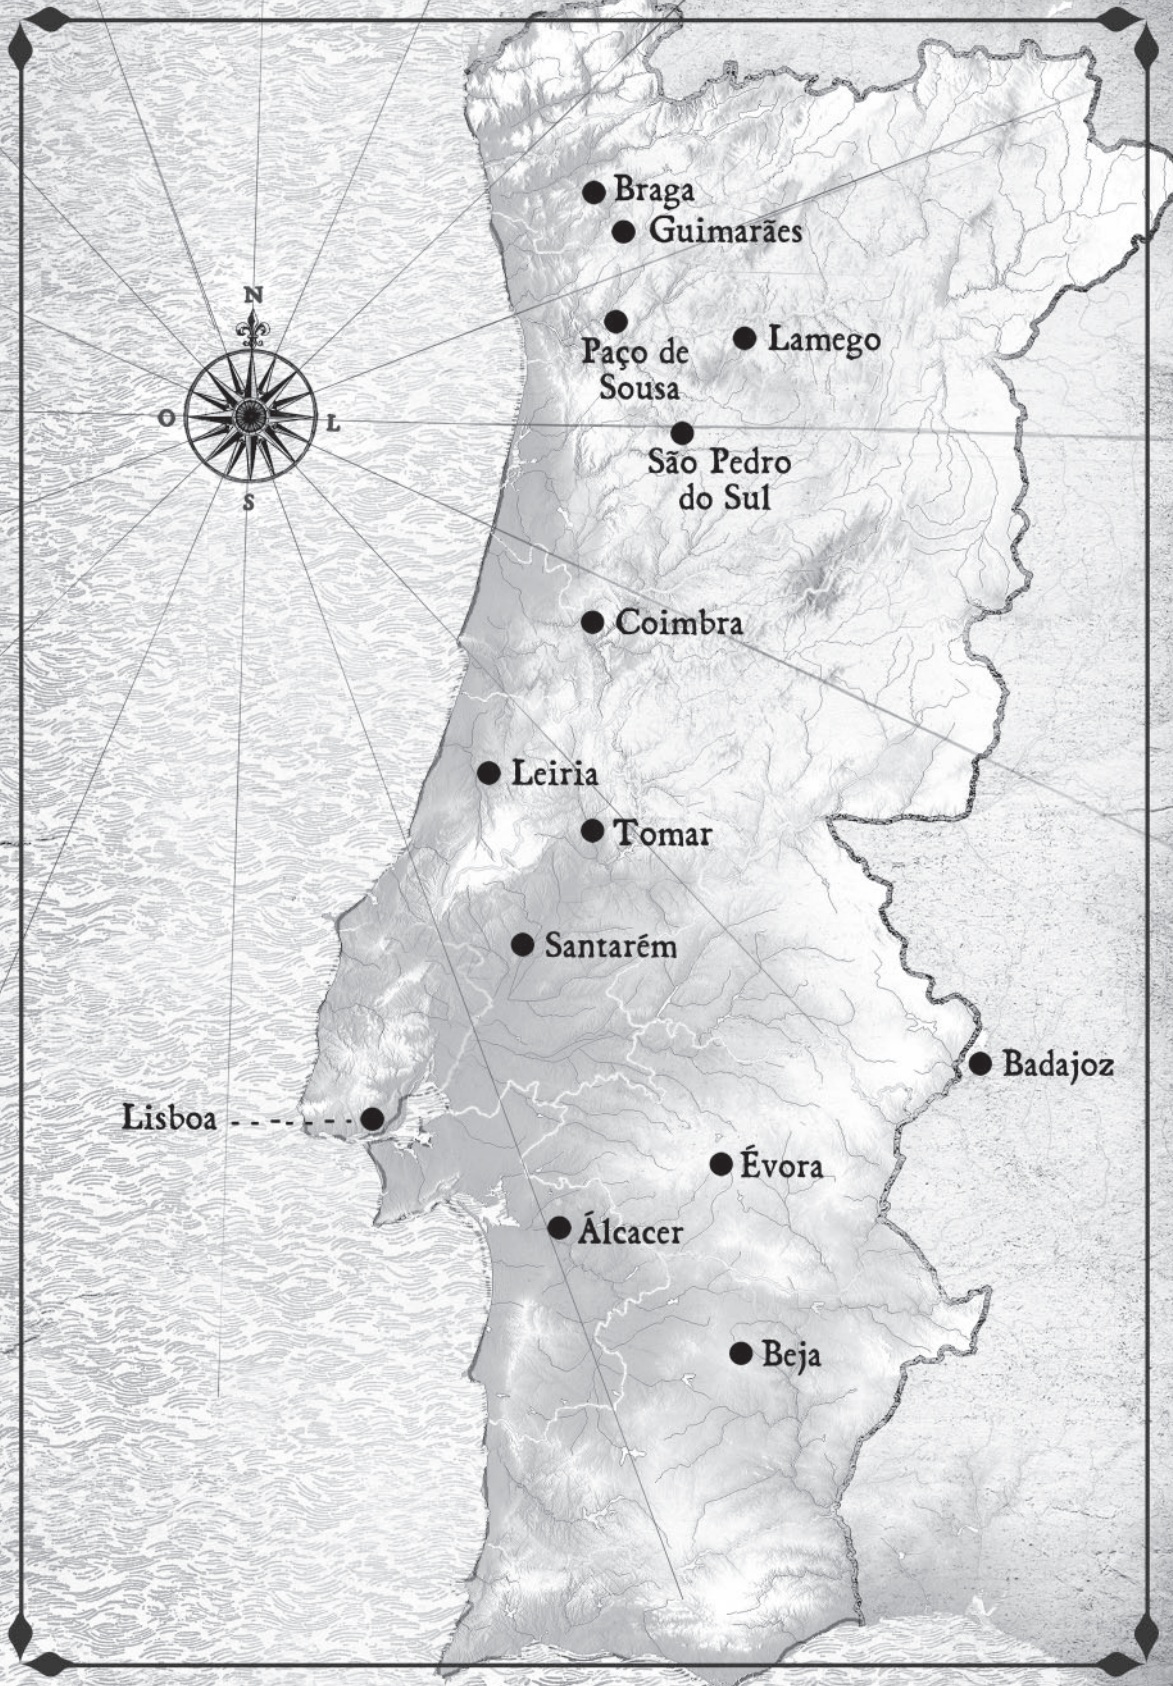 Braga
Guimarães
N
Paço de
Sousa
Lamego
O
L
São Pedro
do Sul
S
Coimbra
Leiria
Tomar
Santarém
Badajoz
Lisboa
Évora
Álcacer
Beja